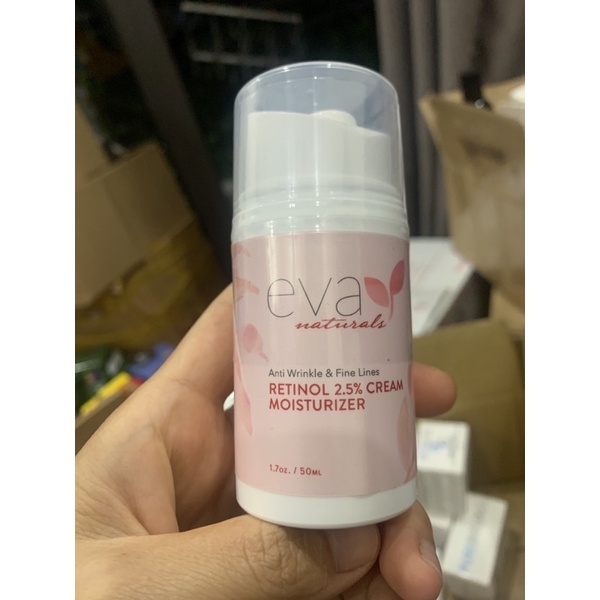 eva
naturals
Anti Wrinkle & Fine Lines
RETINOL 2.5% CREAM
MOISTURIZER
1.7oz. / 50ML